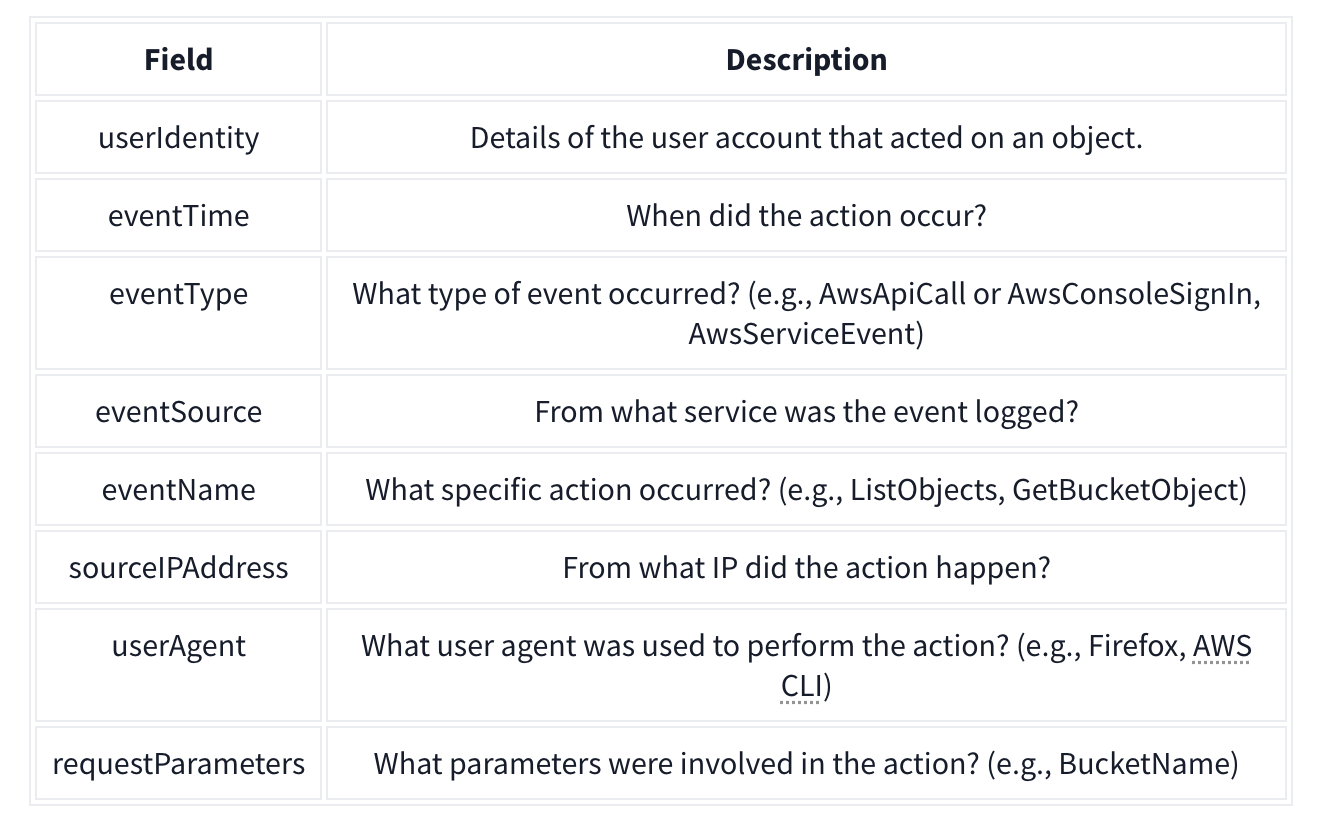 Field Description
userIdentity Details of the user account that acted on an object.
eventTime When did the action occur?
eventType What type of event occurred? (e.g., AwsApiCall or AwsConsoleSignIn,
AwsServiceEvent)
eventSource From what service was the event logged?
eventName What specific action occurred? (e.g., ListObjects, GetBucketObject)
sourceIPAddress From what IP did the action happen?
userAgent What user agent was used to perform the action? (e.g., Firefox, AWS
CLI)
requestParameters What parameters were involved in the action? (e.g., BucketName)